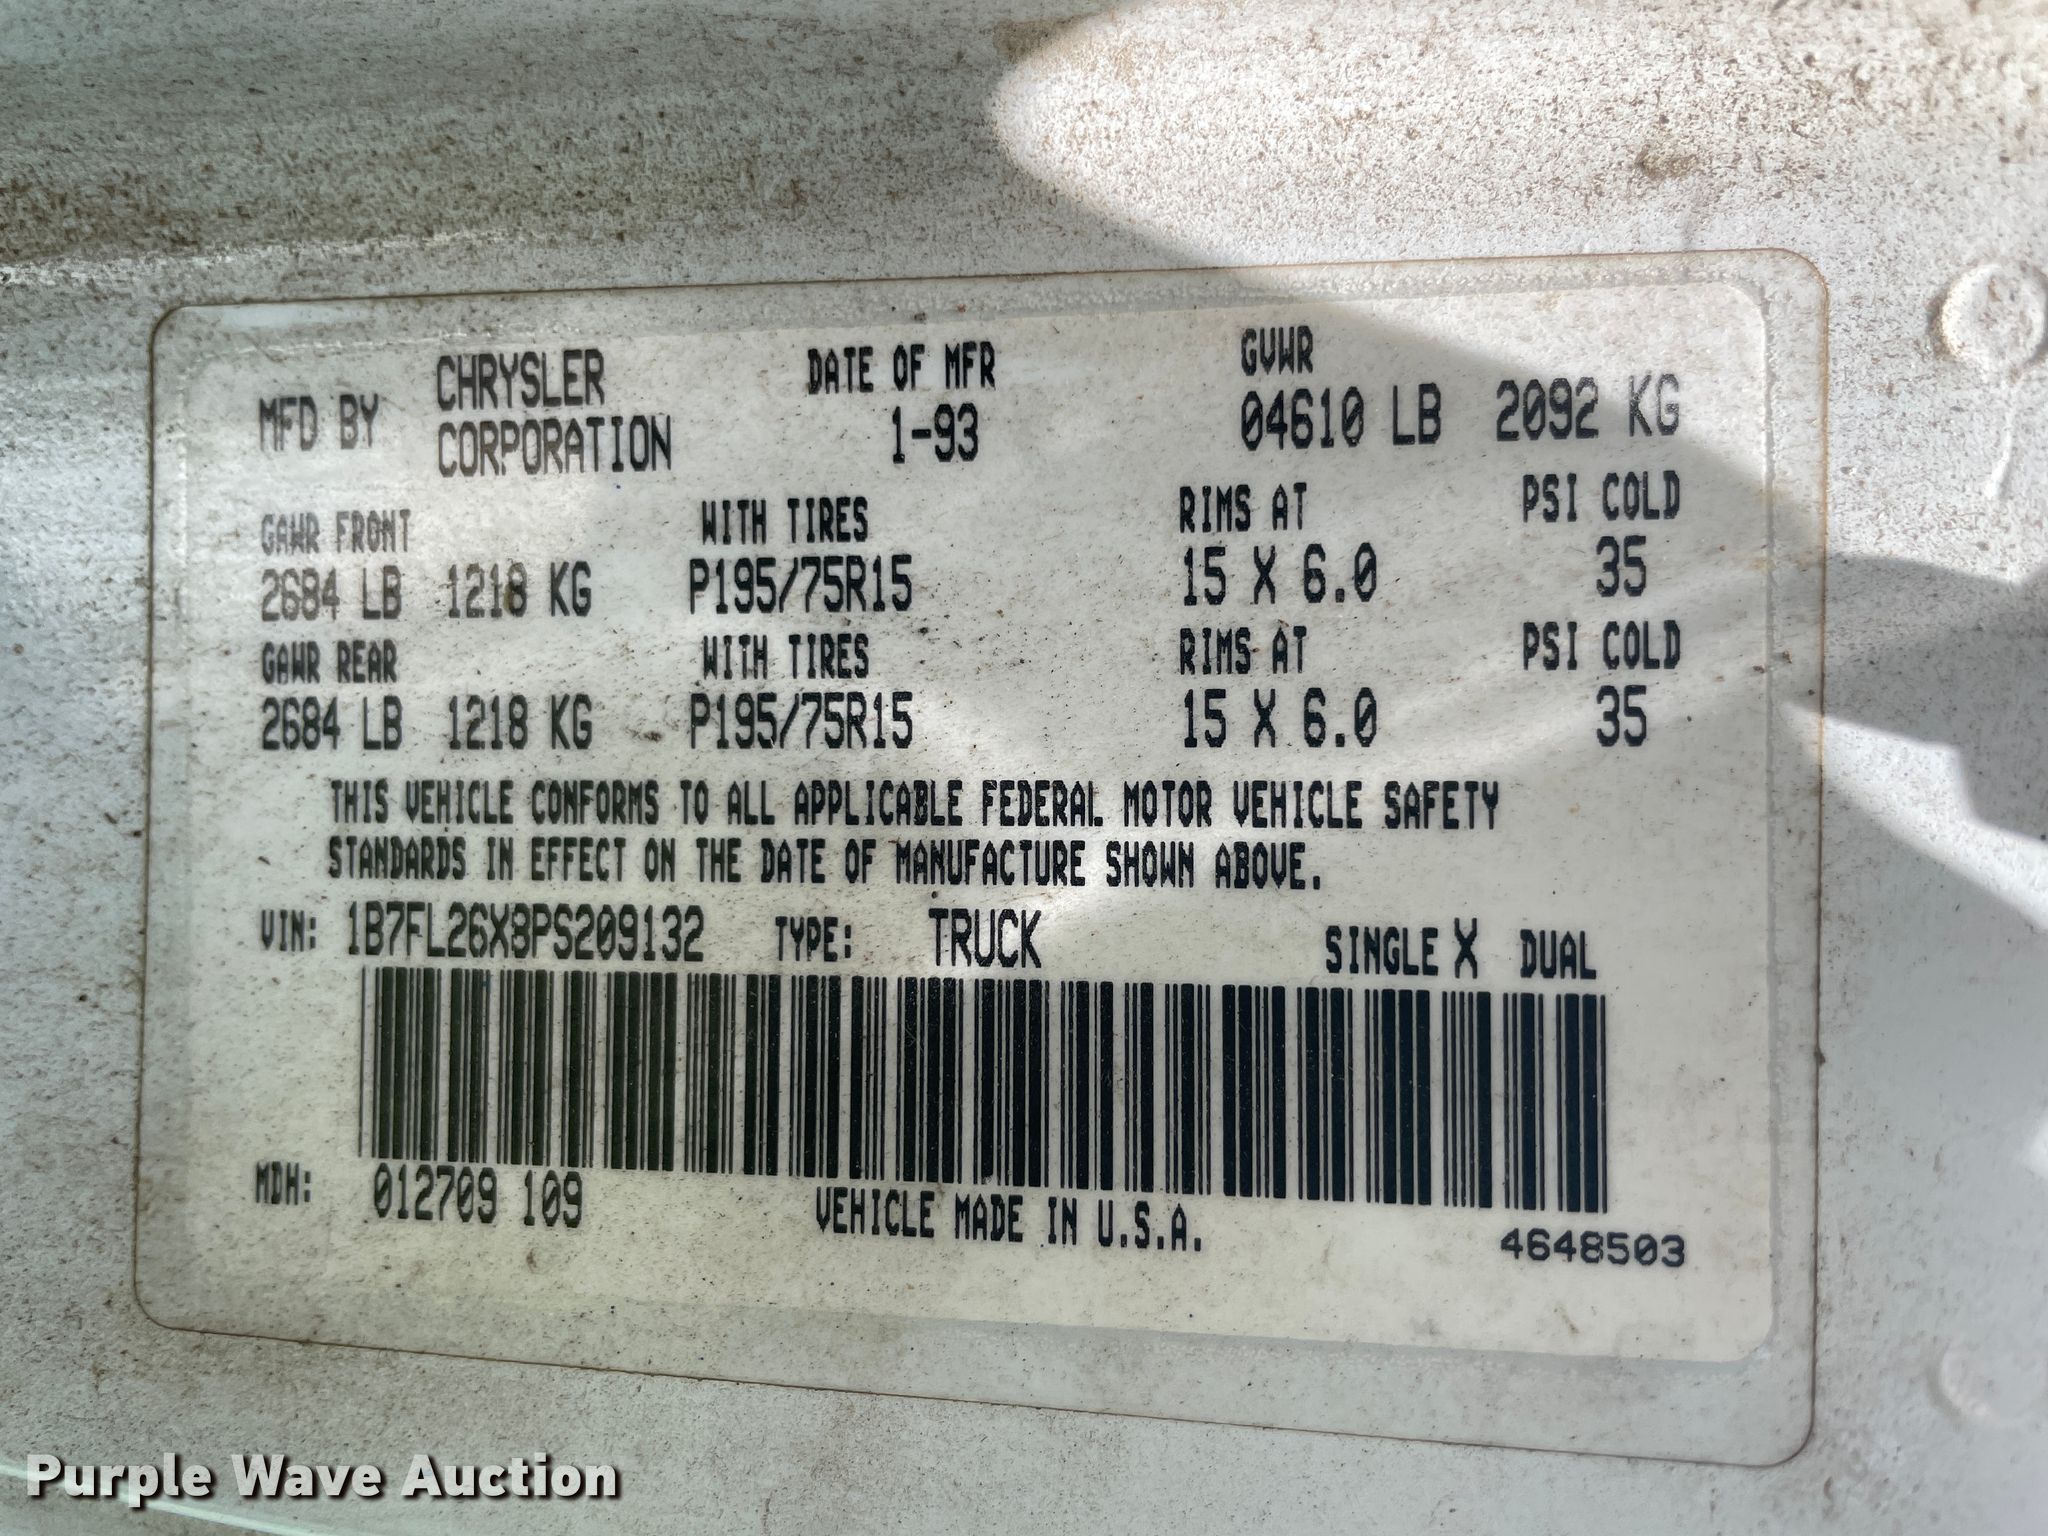 MFD BY CHRYSLER CORPORATION DATE OF MFR 1-93 GVWR 04610 LB 2092 KG
GAWR FRONT WITH TIRES RIMS AT PSI COLD
2684 LB 1218 KG P195/75R15 15 X 6.0 35
GAWR REAR WITH TIRES RIMS AT PSI COLD
2684 LB 1218 KG P195/75R15 15 X 6.0 35
THIS VEHICLE CONFORMS TO ALL APPLICABLE FEDERAL MOTOR VEHICLE SAFETY
STANDARDS IN EFFECT ON THE DATE OF MANUFACTURE SHOWN ABOVE.
VIN: 1B7FL26X8PS209132 TYPE: TRUCK SINGLE X DUAL
MDH: 012709 109 VEHICLE MADE IN U.S.A.
4648503
Purple Wave Auction